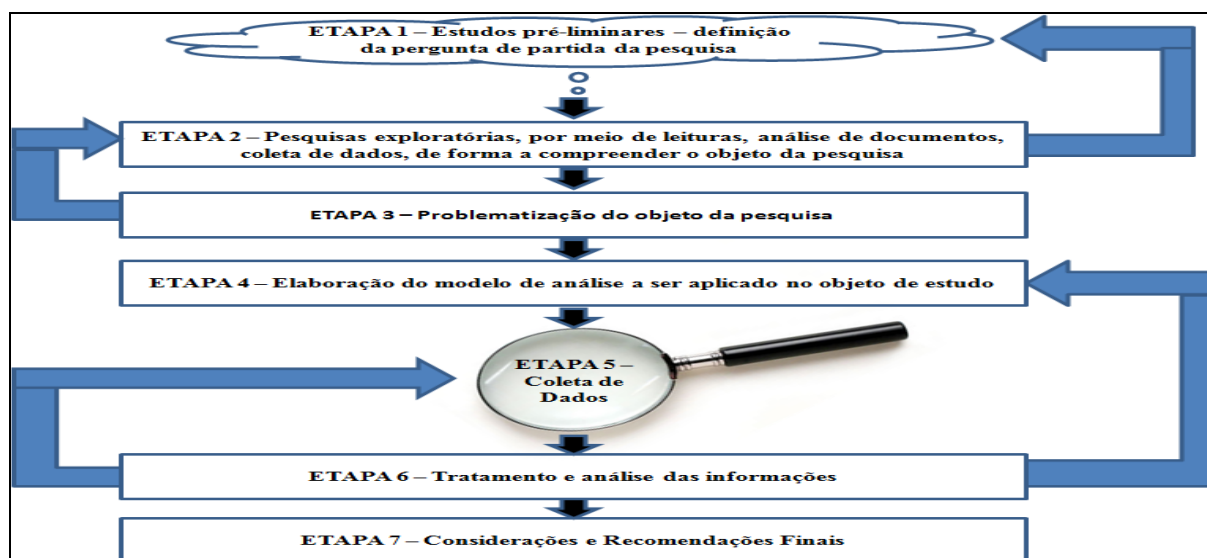 ETAPA 1 – Estudos pré-liminares – definição
da pergunta de partida da pesquisa
ETAPA 2 – Pesquisas exploratórias, por meio de leituras, análise de documentos,
coleta de dados, de forma a compreender o objeto da pesquisa
ETAPA 3 – Problematização do objeto da pesquisa
ETAPA 4 – Elaboração do modelo de análise a ser aplicado no objeto de estudo
ETAPA 5 –
Coleta de
Dados
ETAPA 6 – Tratamento e análise das informações
ETAPA 7 – Considerações e Recomendações Finais